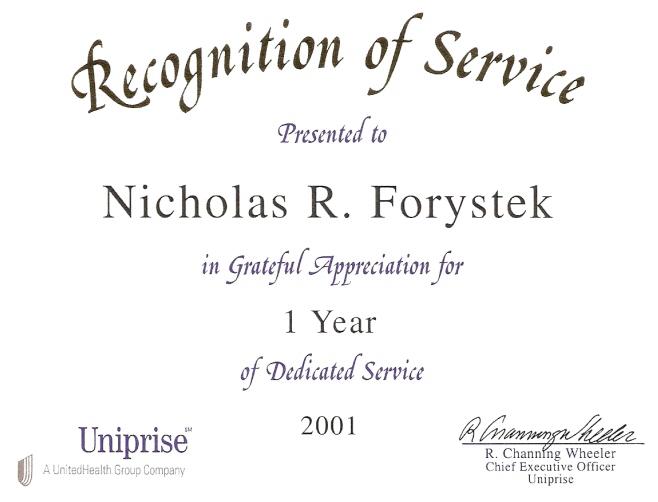 Recognition of Service
Presented to
Nicholas R. Forystek
in Grateful Appreciation for
1 Year
of Dedicated Service
2001
Uniprise℠
A UnitedHealth Group Company
R Channing Wheeler
R. Channing Wheeler
Chief Executive Officer
Uniprise